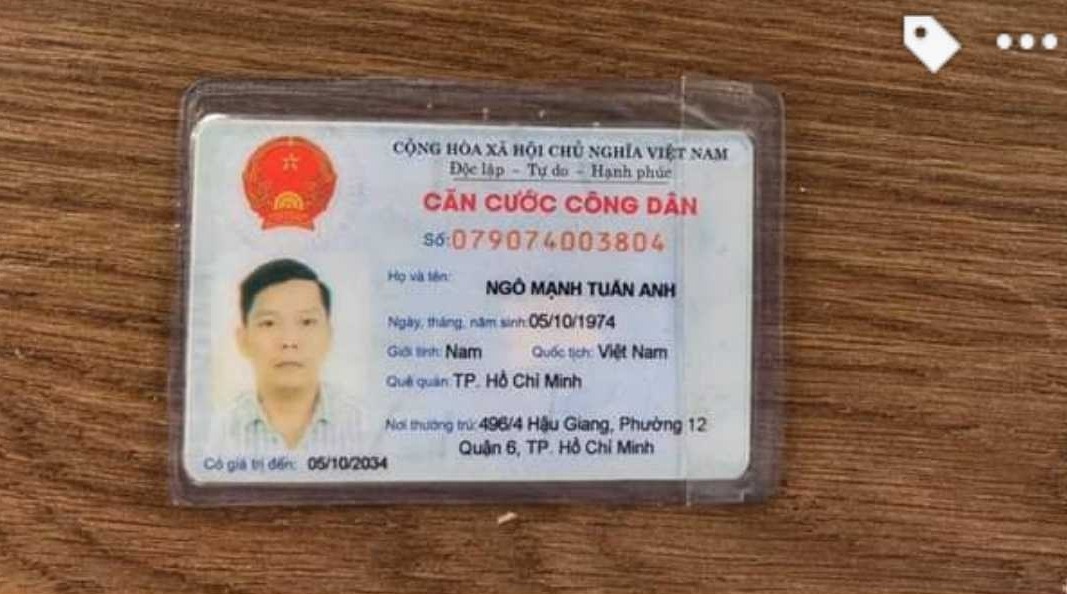 CỘNG HÒA XÃ HỘI CHỦ NGHĨA VIỆT NAM
Độc lập - Tự do - Hạnh phúc
CĂN CƯỚC CÔNG DÂN
Số: 079074003804
Họ và tên: NGÔ MẠNH TUẤN ANH
Ngày, tháng, năm sinh: 05/10/1974
Giới tính: Nam Quốc tịch: Việt Nam
Quê quán: TP. Hồ Chí Minh
Nơi thường trú: 496/4 Hậu Giang, Phường 12
Quận 6, TP. Hồ Chí Minh
Có giá trị đến: 05/10/2034